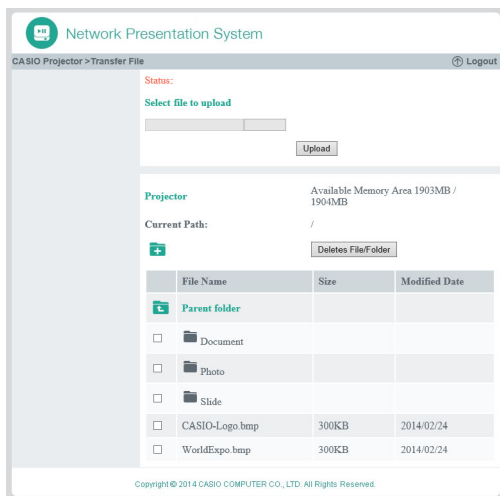 Network Presentation System
CASIO Projector >Transfer File
Logout
Status:
Select file to upload
Upload
Projector
Available Memory Area 1903MB /
1904MB
Current Path:
/
Deletes File/Folder
File Name Size Modified Date
Parent folder
Document
Photo
Slide
CASIO-Logo.bmp 300KB 2014/02/24
WorldExpo.bmp 300KB 2014/02/24
Copyright© 2014 CASIO COMPUTER CO., LTD. All Rights Reserved.